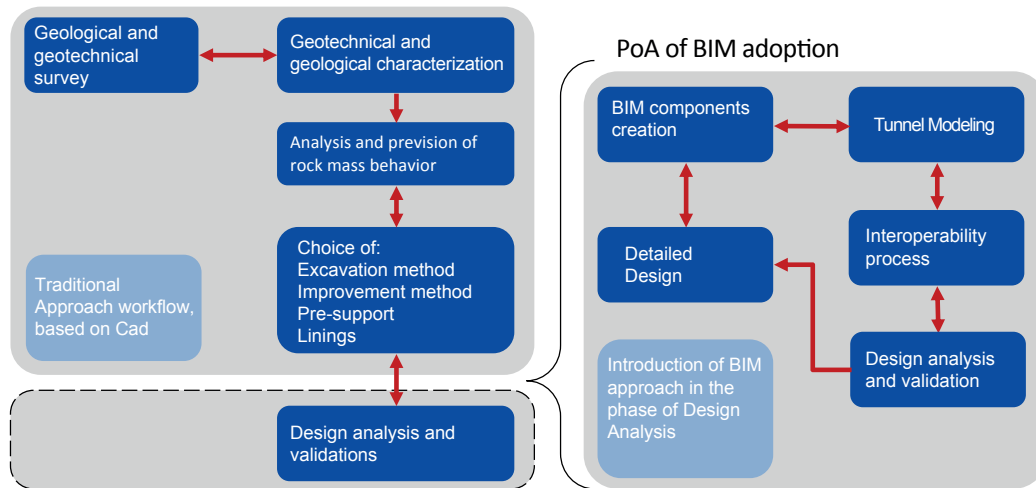 Geological and
geotechnical
survey
Geotechnical and
geological characterization
Analysis and prevision of
rock mass behavior
Choice of:
Excavation method
Improvement method
Pre-support
Linings
Traditional
Approach workflow,
based on Cad
Design analysis and
validations
PoA of BIM adoption
BIM components
creation
Tunnel Modeling
Interoperability
process
Detailed
Design
Design analysis
and validation
Introduction of BIM
approach in the
phase of Design
Analysis